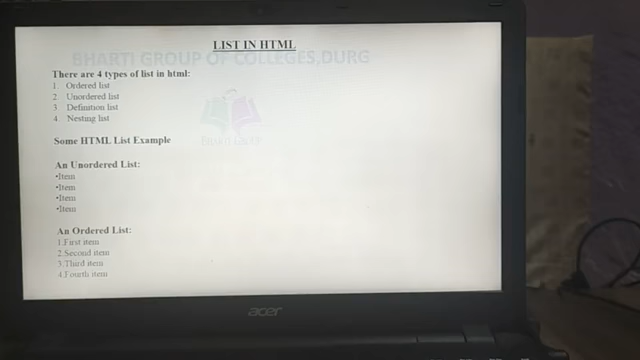 LIST IN HTML
BHARTI GROUP OF COLLEGES,DURG
There are 4 types of list in html:
1. Ordered list
2. Unordered list
3. Definition list
4. Nesting list
Some HTML List Example
An Unordered List:
•Item
•Item
•Item
•Item
An Ordered List:
1.First item
2.Second item
3.Third item
4.Fourth item
acer